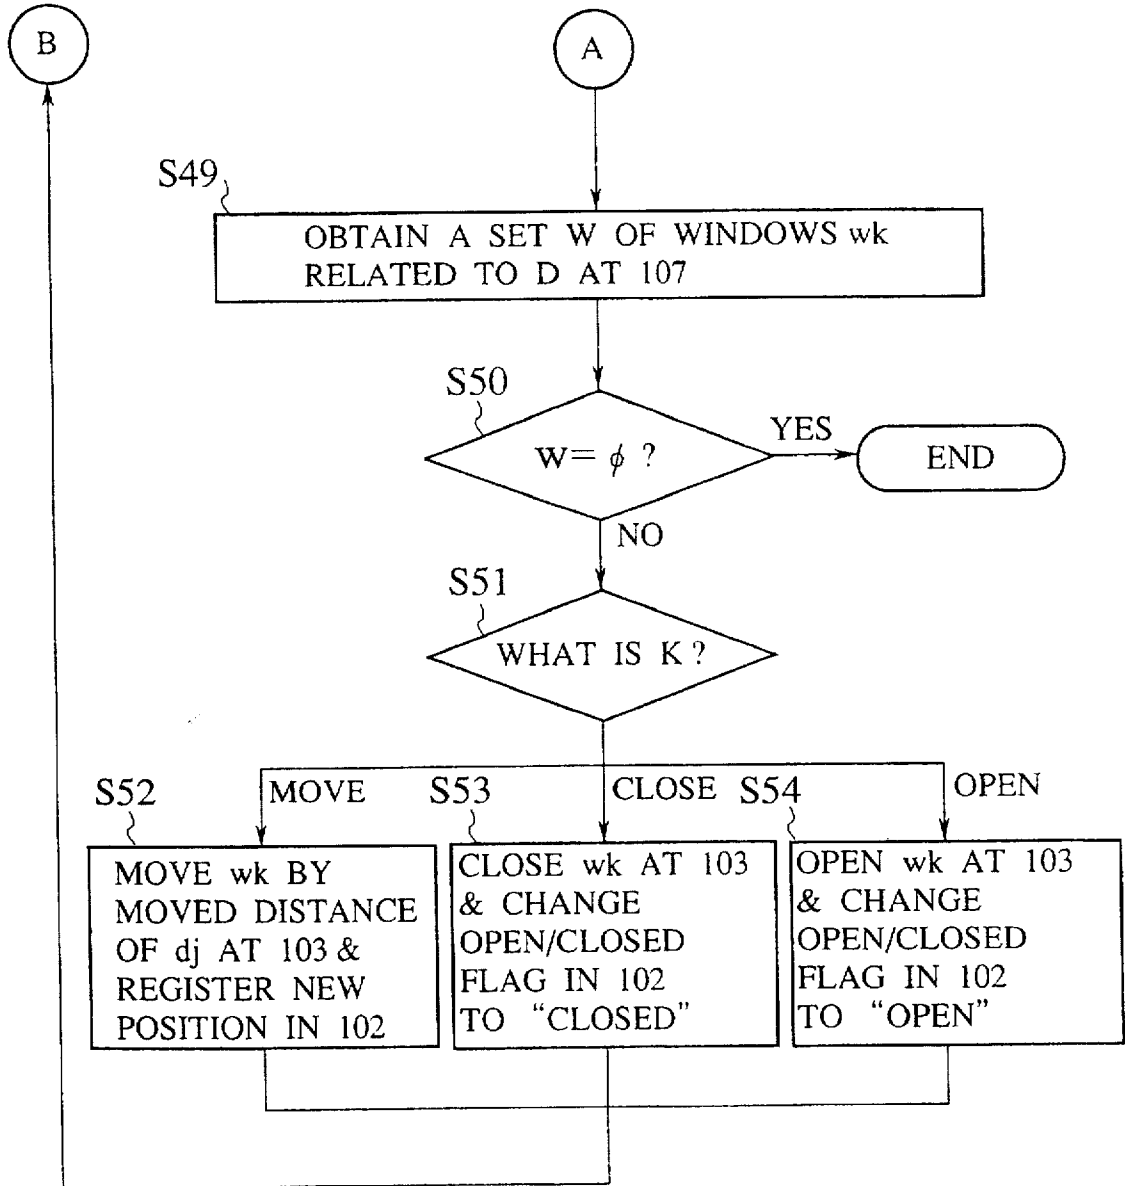 B
A
S49
OBTAIN A SET W OF WINDOWS wk
RELATED TO D AT 107
S50
W= ϕ ?
YES
END
NO
S51
WHAT IS K ?
S52
MOVE
S53
CLOSE
S54
OPEN
MOVE wk BY
MOVED DISTANCE
OF dj AT 103 &
REGISTER NEW
POSITION IN 102
CLOSE wk AT 103
& CHANGE
OPEN/CLOSED
FLAG IN 102
TO “CLOSED”
OPEN wk AT 103
& CHANGE
OPEN/CLOSED
FLAG IN 102
TO “OPEN”